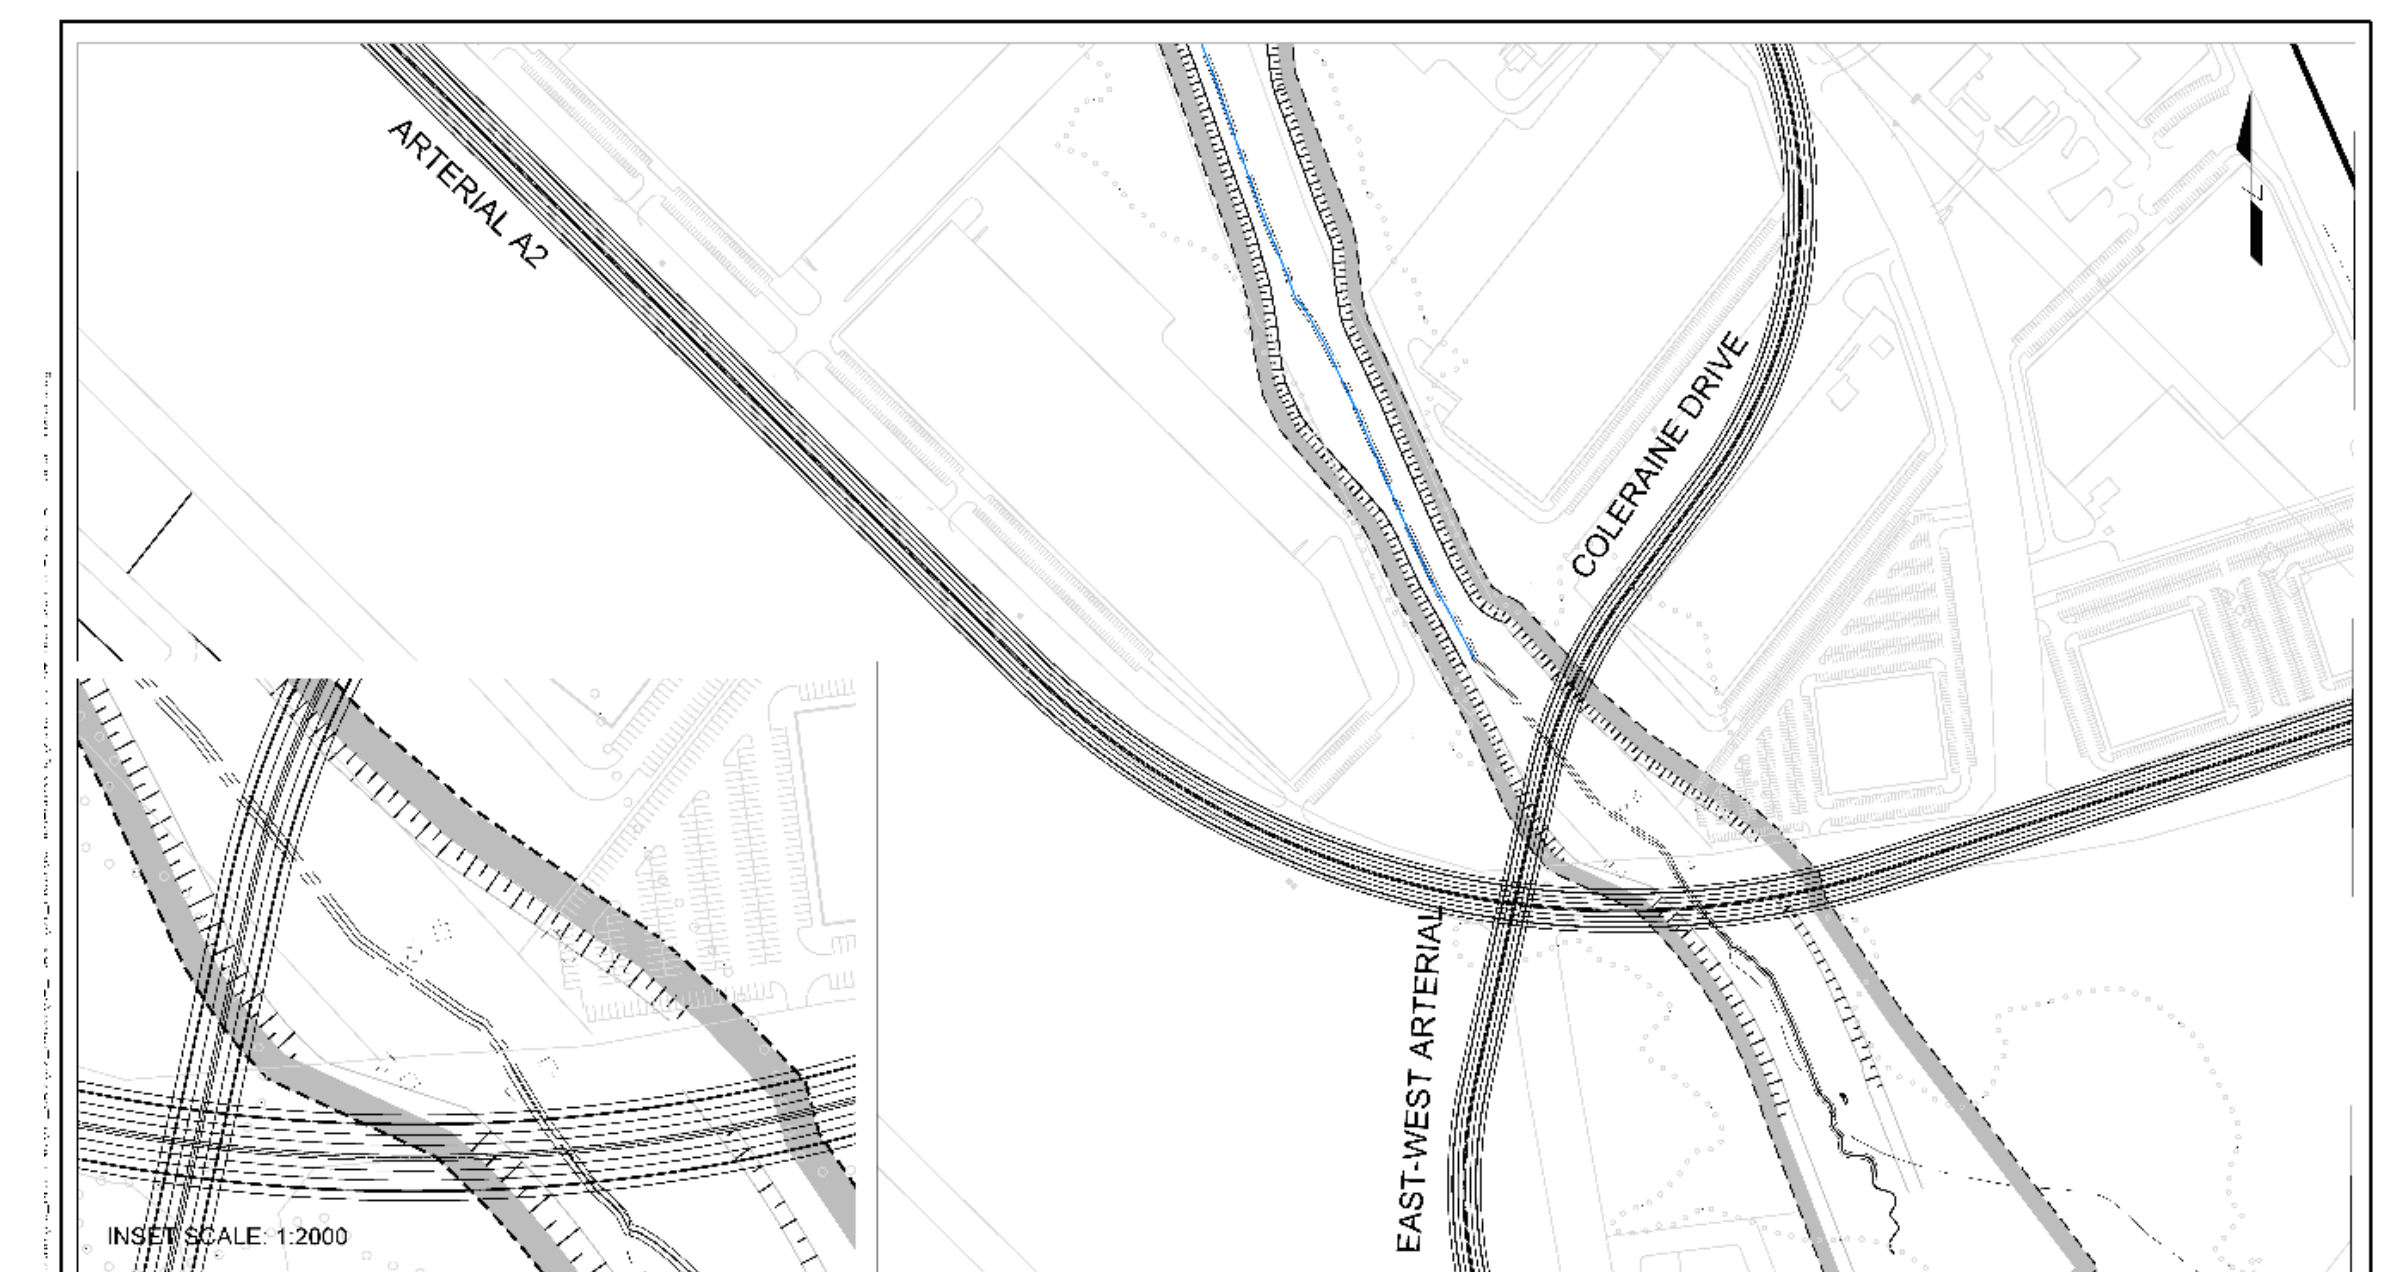 ARTERIAL A2
COLERAINE DRIVE
EAST-WEST ARTERIAL
INSET SCALE: 1:2000